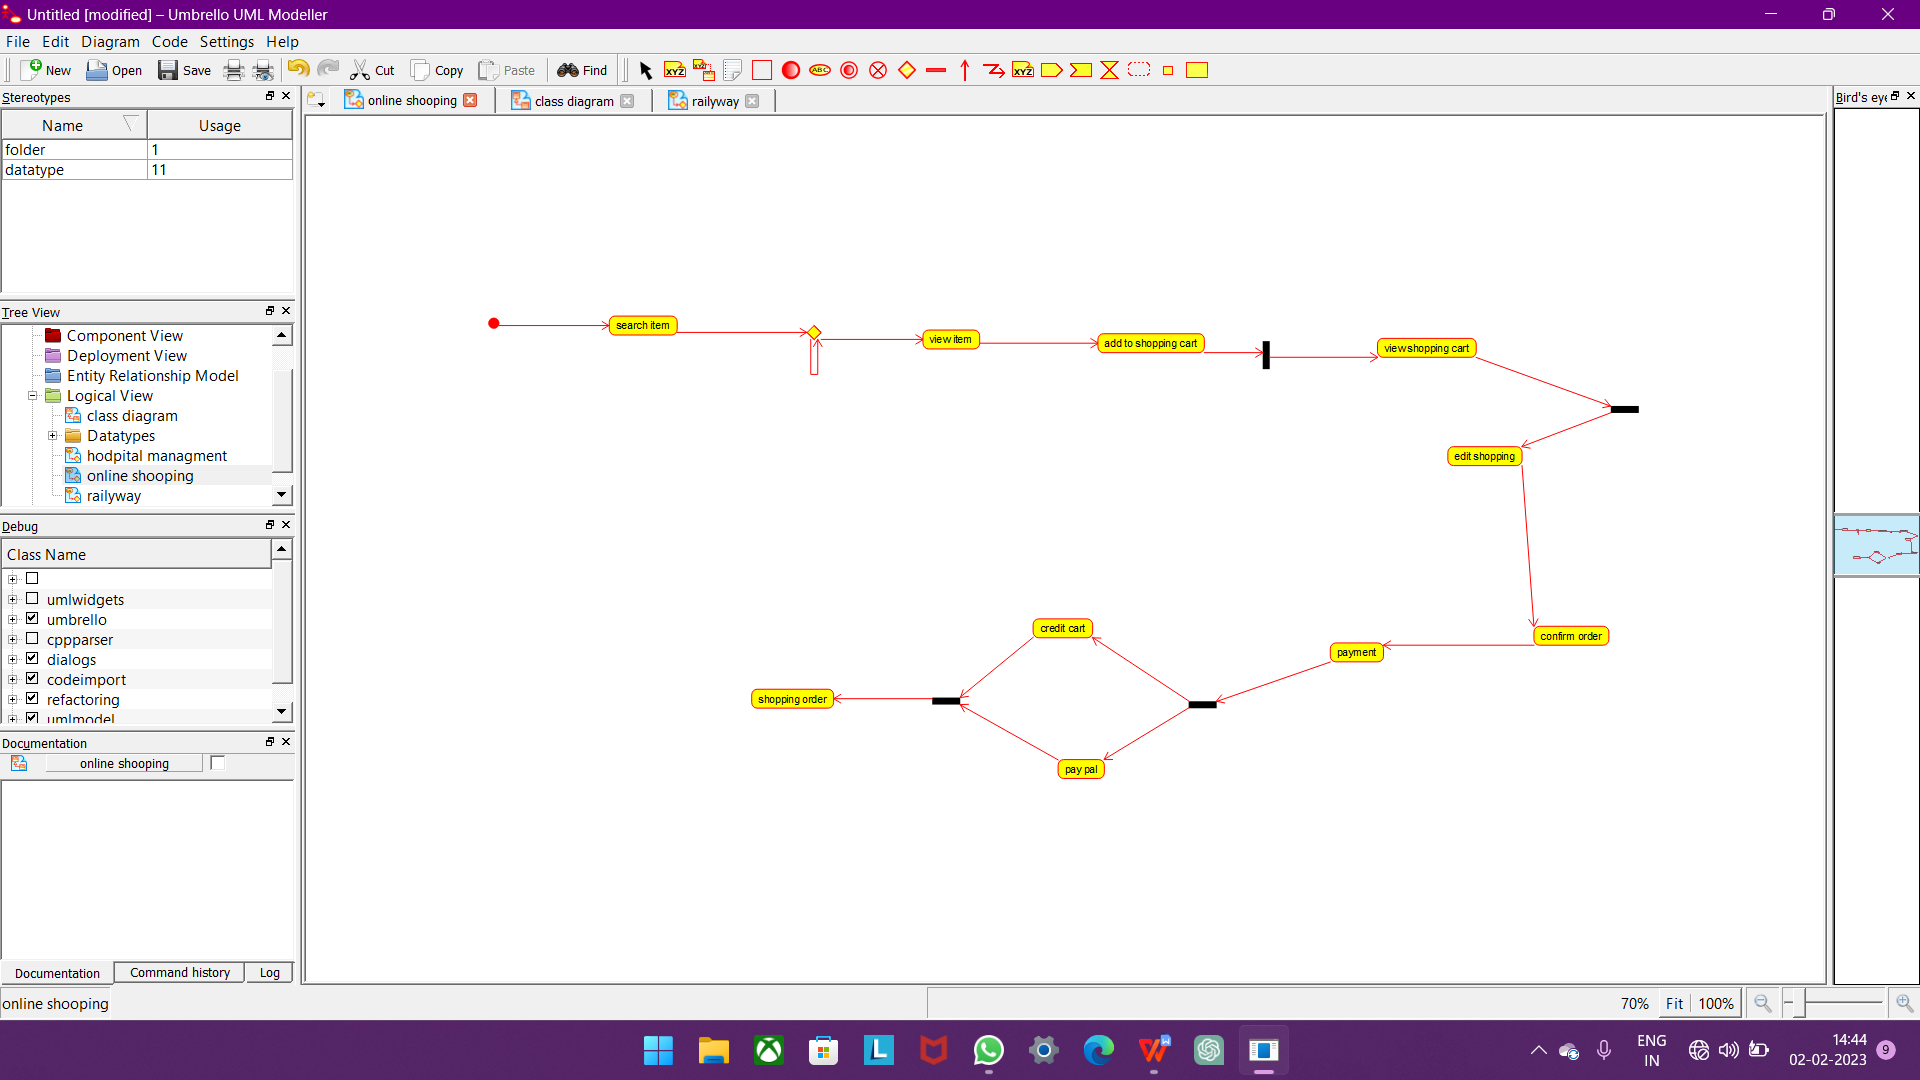 Untitled [modified] – Umbrello UML Modeller
File Edit Diagram Code Settings Help
New Open Save Cut Copy Paste Find XYZ ABC XYZ
Stereotypes
Name Usage
folder 1
datatype 11
Tree View
Component View
Deployment View
Entity Relationship Model
Logical View
class diagram
Datatypes
hodpital managment
online shooping
railyway
Debug
Class Name
umlwidgets
umbrello
cppparser
dialogs
codeimport
refactoring
umlmodel
Documentation
online shooping
Documentation Command history Log
online shooping class diagram railyway
search item
view item
add to shopping cart
view shopping cart
edit shopping
confirm order
payment
credit cart
pay pal
shopping order
Bird's eye
online shooping
70% Fit 100%
ENG
IN
14:44
02-02-2023
9